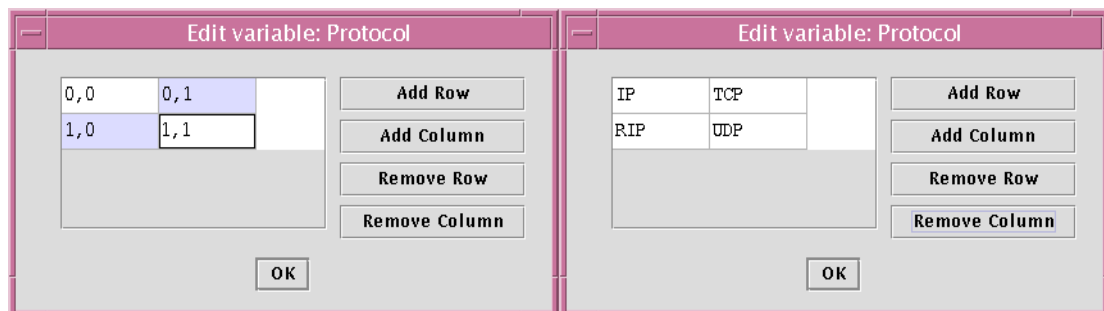 Edit variable: Protocol
0,0 0,1
1,0 1,1
Add Row
Add Column
Remove Row
Remove Column
OK
Edit variable: Protocol
IP TCP
RIP UDP
Add Row
Add Column
Remove Row
Remove Column
OK